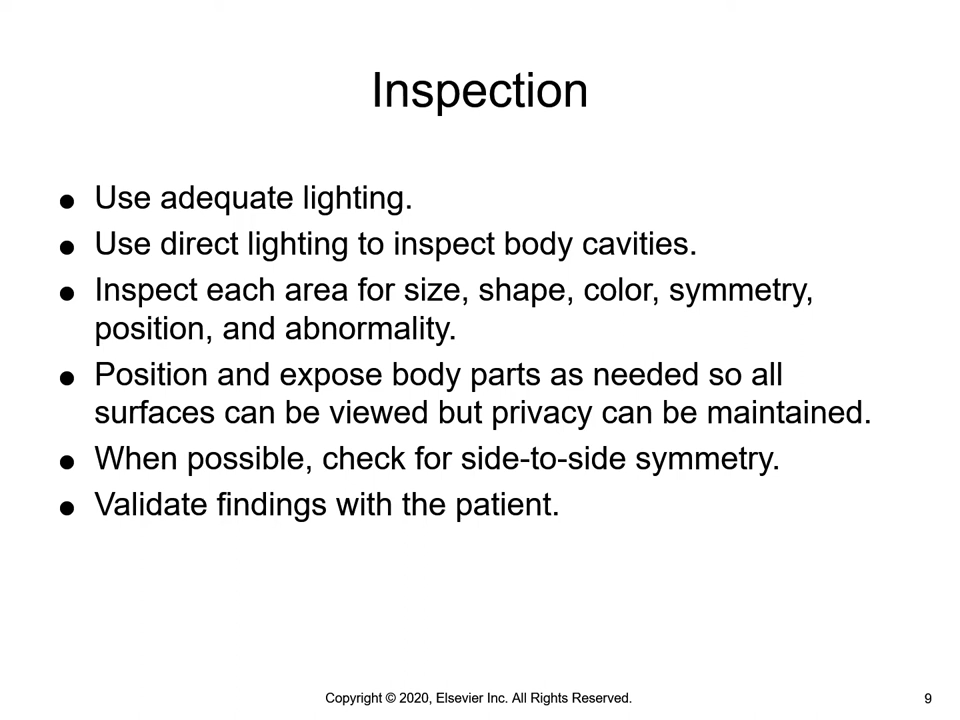 Inspection
● Use adequate lighting.
● Use direct lighting to inspect body cavities.
● Inspect each area for size, shape, color, symmetry,
position, and abnormality.
● Position and expose body parts as needed so all
surfaces can be viewed but privacy can be maintained.
● When possible, check for side-to-side symmetry.
● Validate findings with the patient.
Copyright © 2020, Elsevier Inc. All Rights Reserved.
9